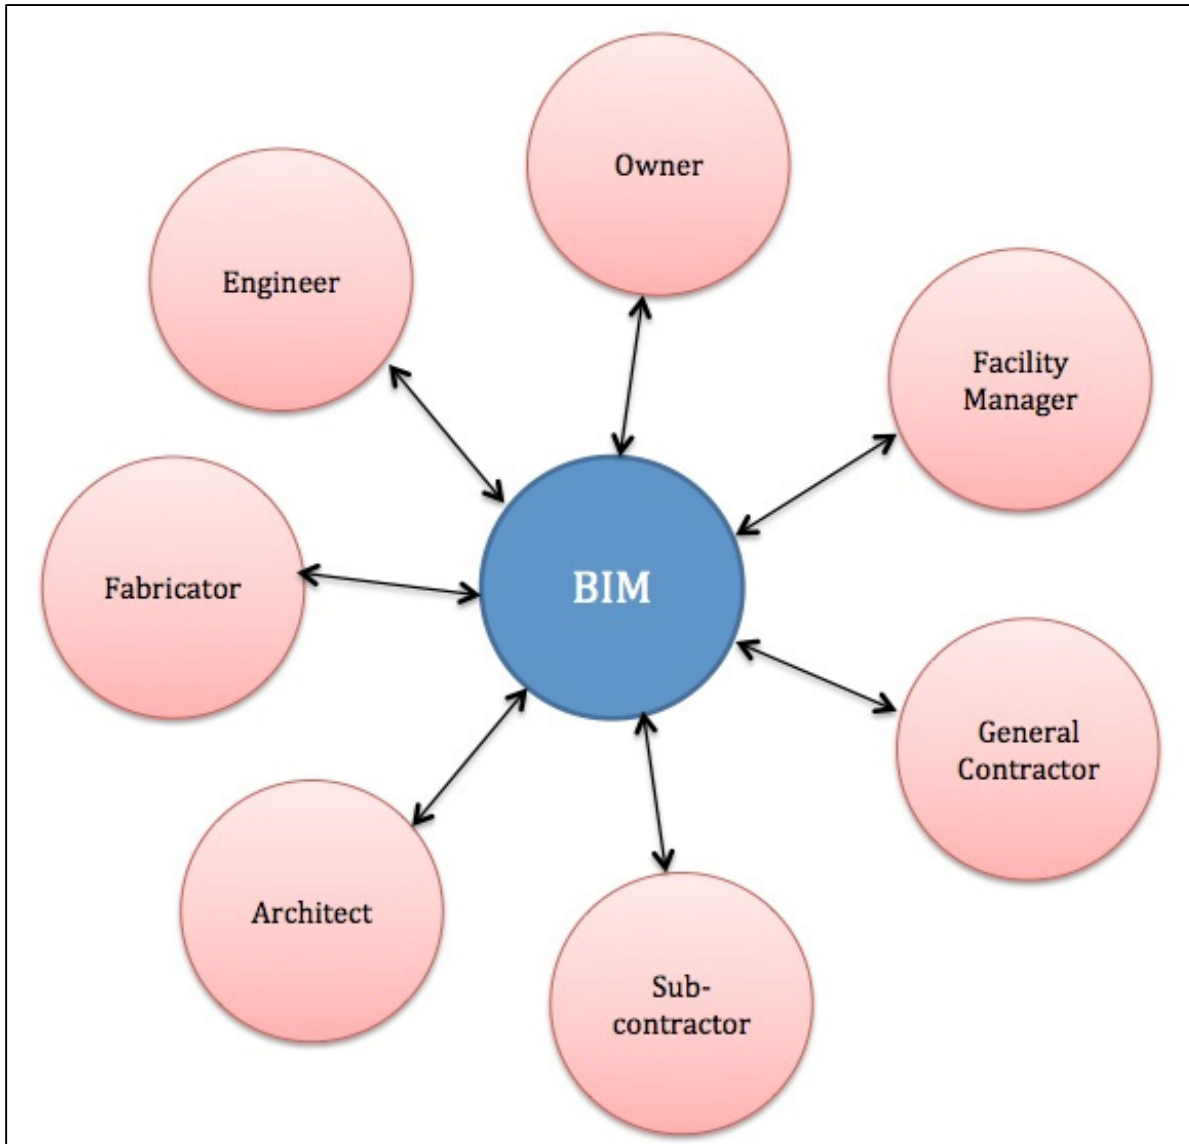 Owner
Engineer
Facility
Manager
BIM
Fabricator
General
Contractor
Architect
Sub-
contractor